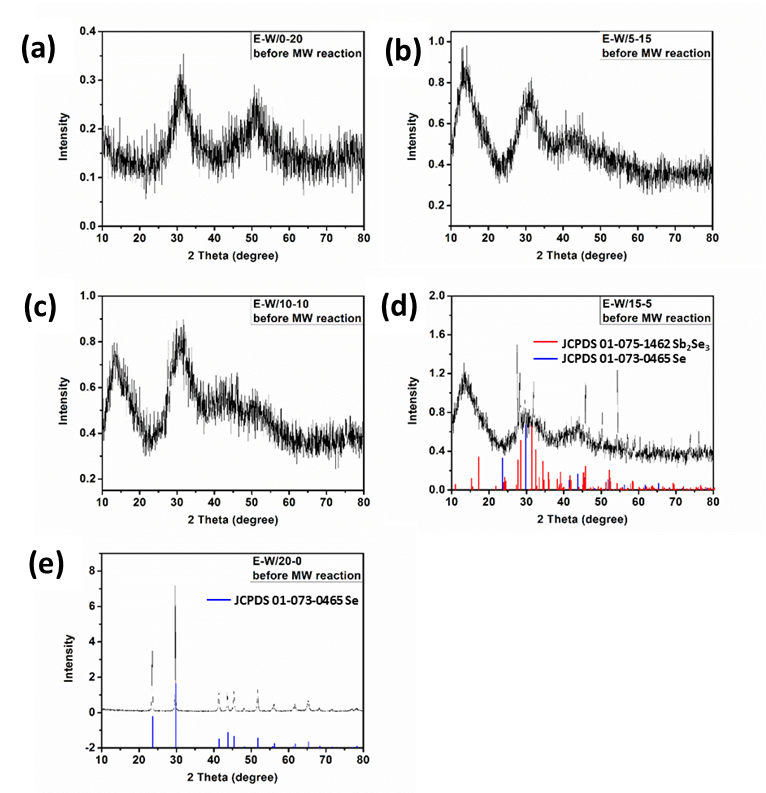 (a)
E-W/0-20
before MW reaction
0.4
0.3
0.2
0.1
0.0
Intensity
10 20 30 40 50 60 70 80
2 Theta (degree)
(b)
E-W/5-15
before MW reaction
1.0
0.8
0.6
0.4
0.2
Intensity
10 20 30 40 50 60 70 80
2 Theta (degree)
(c)
E-W/10-10
before MW reaction
1.0
0.8
0.6
0.4
0.2
Intensity
10 20 30 40 50 60 70 80
2 Theta (degree)
(d)
E-W/15-5
before MW reaction
JCPDS 01-075-1462 Sb₂Se₃
JCPDS 01-073-0465 Se
2.0
1.6
1.2
0.8
0.4
0.0
Intensity
10 20 30 40 50 60 70 80
2 Theta (degree)
(e)
E-W/20-0
before MW reaction
JCPDS 01-073-0465 Se
8
6
4
2
0
-2
Intensity
10 20 30 40 50 60 70 80
2 Theta (degree)